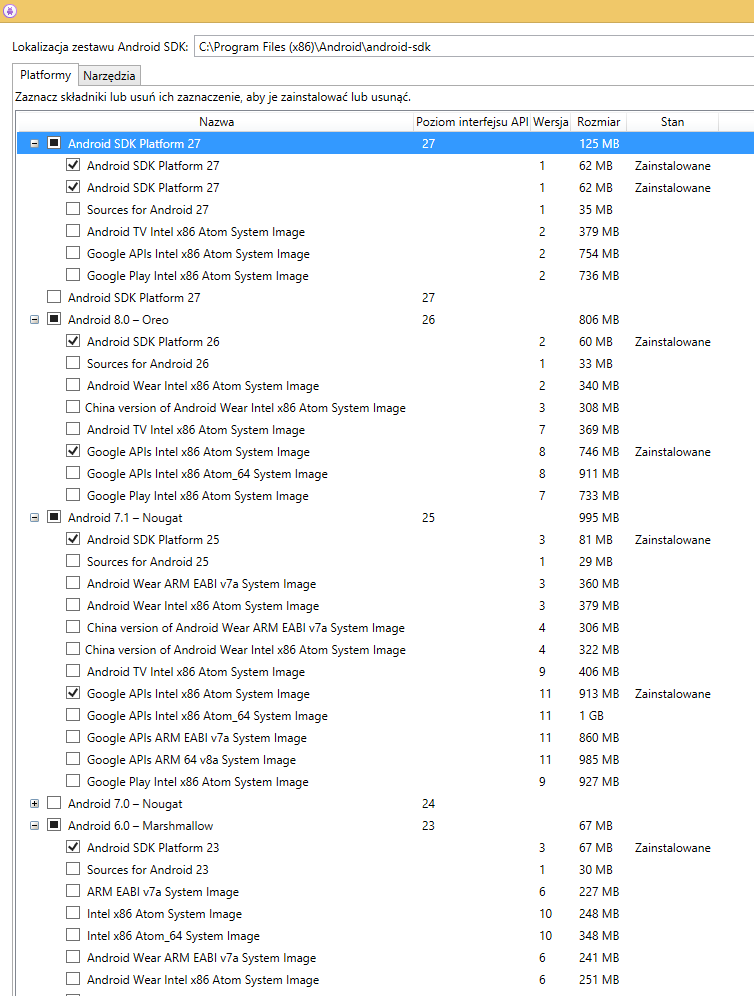 Lokalizacja zestawu Android SDK: C:\Program Files (x86)\Android\android-sdk
Platformy Narzędzia
Zaznacz składniki lub usuń ich zaznaczenie, aby je zainstalować lub usunąć.
Nazwa Poziom interfejsu API Wersja Rozmiar Stan
Android SDK Platform 27 27 125 MB
Android SDK Platform 27 1 62 MB Zainstalowane
Android SDK Platform 27 1 62 MB Zainstalowane
Sources for Android 27 1 35 MB
Android TV Intel x86 Atom System Image 2 379 MB
Google APIs Intel x86 Atom System Image 2 754 MB
Google Play Intel x86 Atom System Image 2 736 MB
Android SDK Platform 27 27
Android 8.0 – Oreo 26 806 MB
Android SDK Platform 26 2 60 MB Zainstalowane
Sources for Android 26 1 33 MB
Android Wear Intel x86 Atom System Image 2 340 MB
China version of Android Wear Intel x86 Atom System Image 3 308 MB
Android TV Intel x86 Atom System Image 7 369 MB
Google APIs Intel x86 Atom System Image 8 746 MB Zainstalowane
Google APIs Intel x86 Atom_64 System Image 8 911 MB
Google Play Intel x86 Atom System Image 7 733 MB
Android 7.1 – Nougat 25 995 MB
Android SDK Platform 25 3 81 MB Zainstalowane
Sources for Android 25 1 29 MB
Android Wear ARM EABI v7a System Image 3 360 MB
Android Wear Intel x86 Atom System Image 3 379 MB
China version of Android Wear ARM EABI v7a System Image 4 306 MB
China version of Android Wear Intel x86 Atom System Image 4 322 MB
Android TV Intel x86 Atom System Image 9 406 MB
Google APIs Intel x86 Atom System Image 11 913 MB Zainstalowane
Google APIs Intel x86 Atom_64 System Image 11 1 GB
Google APIs ARM EABI v7a System Image 11 860 MB
Google APIs ARM 64 v8a System Image 11 985 MB
Google Play Intel x86 Atom System Image 9 927 MB
Android 7.0 – Nougat 24
Android 6.0 – Marshmallow 23 67 MB
Android SDK Platform 23 3 67 MB Zainstalowane
Sources for Android 23 1 30 MB
ARM EABI v7a System Image 6 227 MB
Intel x86 Atom System Image 10 248 MB
Intel x86 Atom_64 System Image 10 348 MB
Android Wear ARM EABI v7a System Image 6 241 MB
Android Wear Intel x86 Atom System Image 6 251 MB